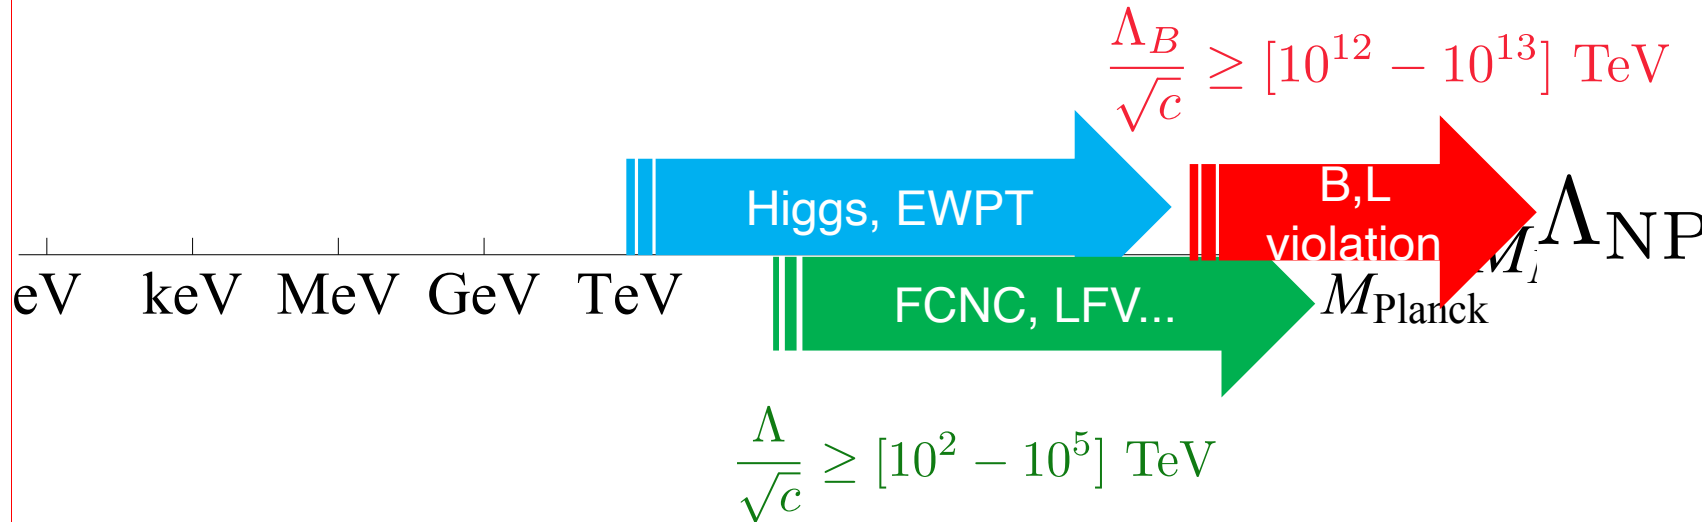 Λ_B/√c ≥ [10^12 − 10^13] TeV
Higgs, EWPT
B,L
violation
Λ_NP
eV keV MeV GeV TeV
FCNC, LFV...
M_Planck
Λ/√c ≥ [10^2 − 10^5] TeV